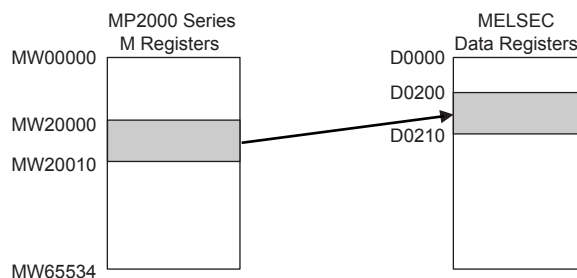 MP2000 Series
M Registers
MW00000
MW20000
MW20010
MW65534
MELSEC
Data Registers
D0000
D0200
D0210